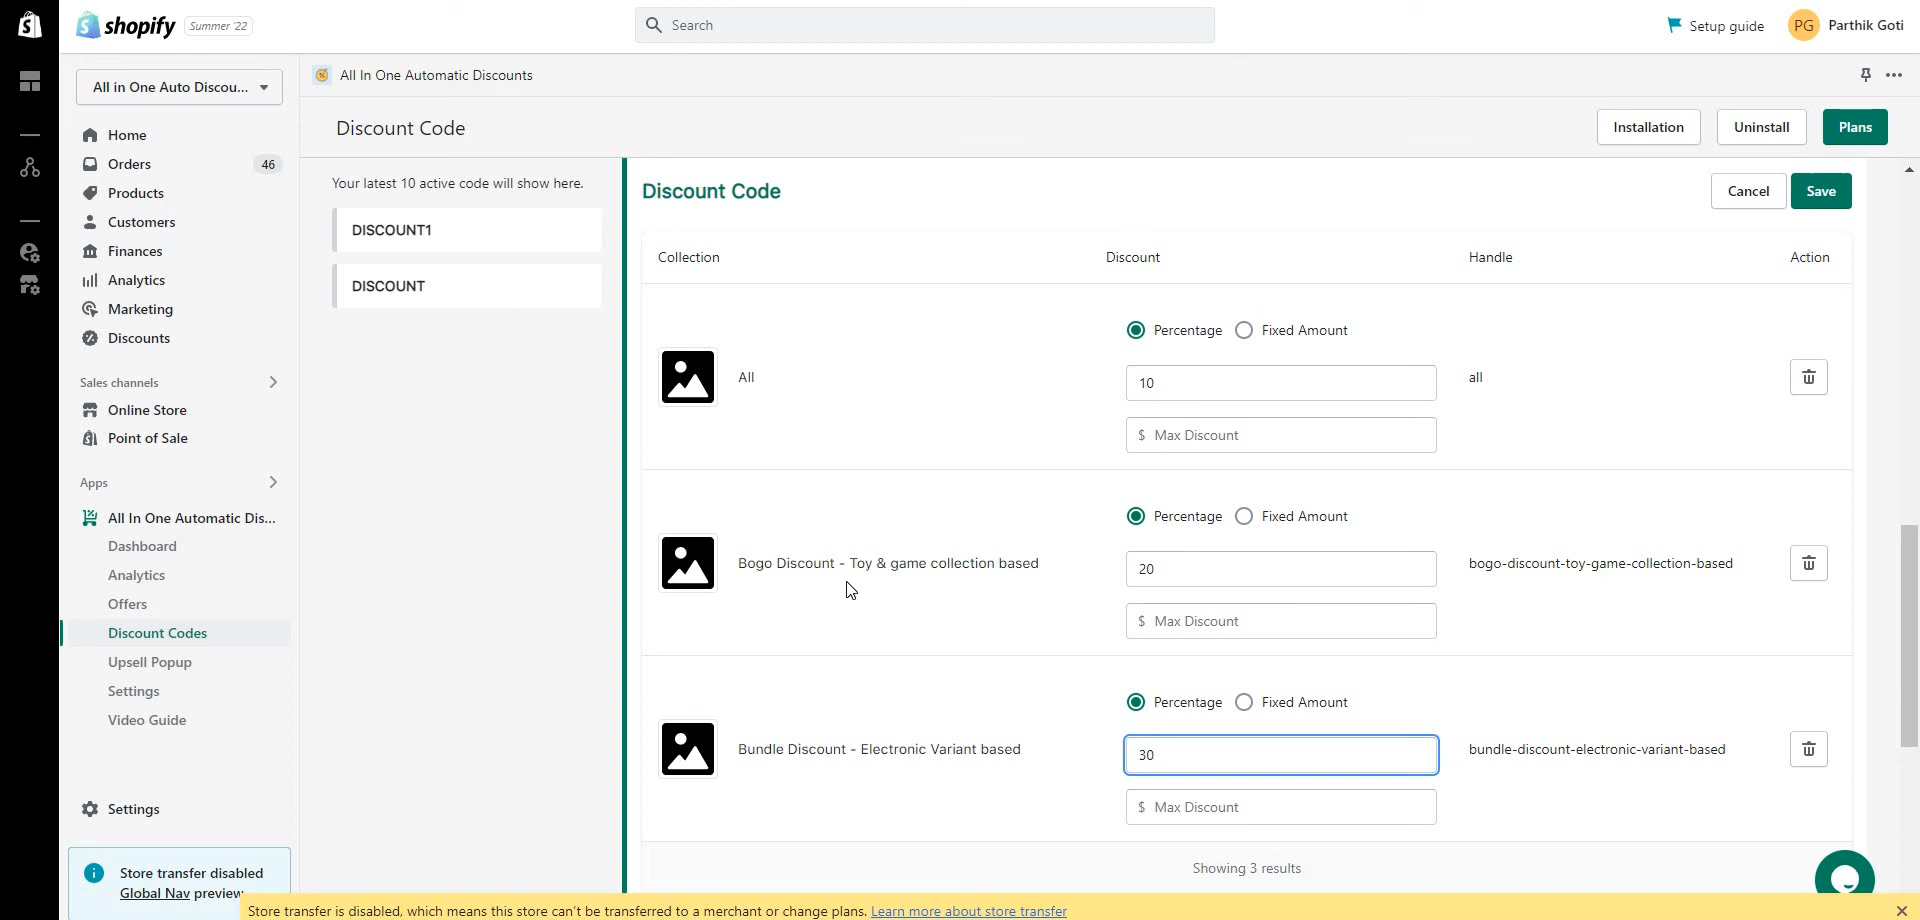 shopify Summer '22
Search
Setup guide
PG Parthik Goti
All in One Auto Discou...
Home
Orders 46
Products
Customers
Finances
Analytics
Marketing
Discounts
Sales channels
Online Store
Point of Sale
Apps
All In One Automatic Dis...
Dashboard
Analytics
Offers
Discount Codes
Upsell Popup
Settings
Video Guide
Settings
Store transfer disabled
Global Nav preview
All In One Automatic Discounts
Discount Code
Installation Uninstall Plans
Your latest 10 active code will show here.
DISCOUNT1
DISCOUNT
Discount Code
Cancel Save
Collection Discount Handle Action
Percentage Fixed Amount
All 10 all
$ Max Discount
Percentage Fixed Amount
Bogo Discount - Toy & game collection based 20 bogo-discount-toy-game-collection-based
$ Max Discount
Percentage Fixed Amount
Bundle Discount - Electronic Variant based 30 bundle-discount-electronic-variant-based
$ Max Discount
Showing 3 results
Store transfer is disabled, which means this store can't be transferred to a merchant or change plans. Learn more about store transfer